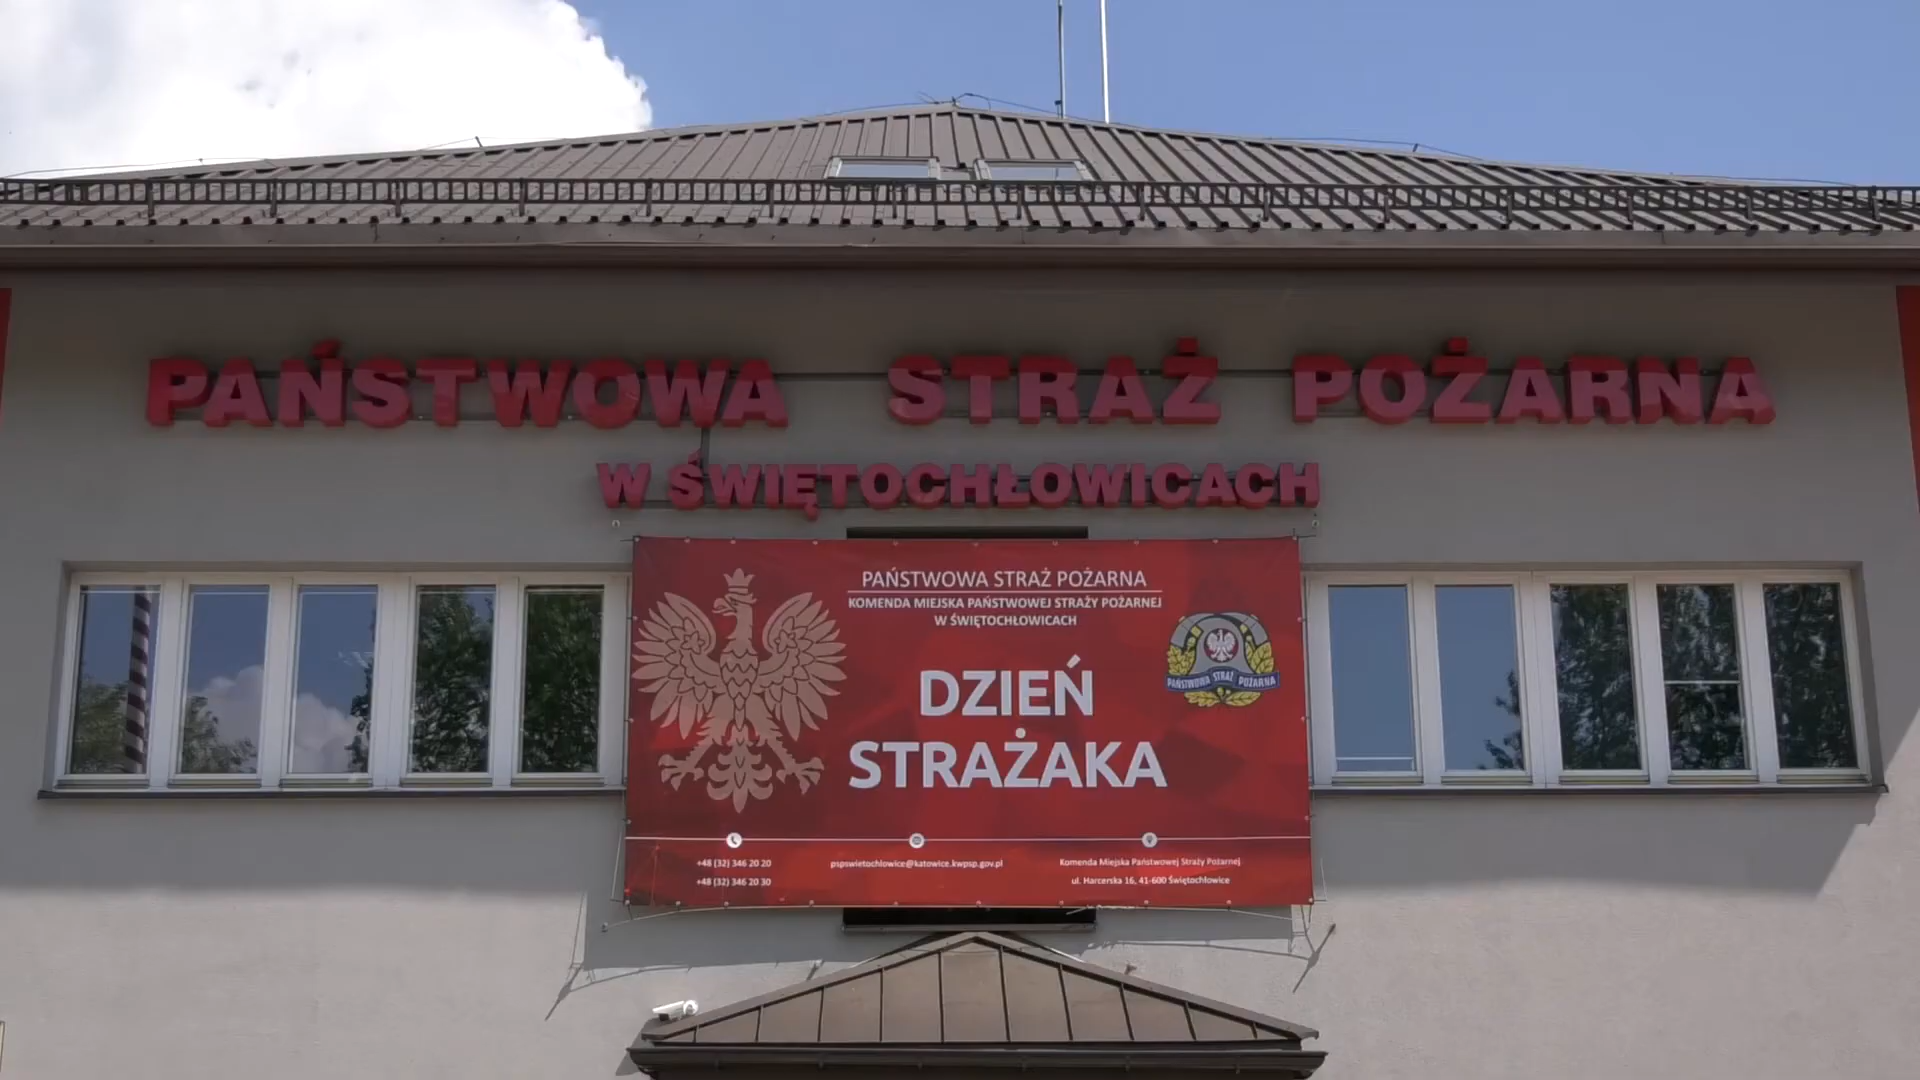 PAŃSTWOWA STRAŻ POŻARNA
W ŚWIĘTOCHŁOWICACH
PAŃSTWOWA STRAŻ POŻARNA
KOMENDA MIEJSKA PAŃSTWOWEJ STRAŻY POŻARNEJ
W ŚWIĘTOCHŁOWICACH
PAŃSTWOWA STRAŻ POŻARNA
DZIEŃ
STRAŻAKA
+48 (32) 346 20 20
+48 (32) 346 20 30
pspswietochlowice@katowice.kwpsp.gov.pl
Komenda Miejska Państwowej Straży Pożarnej
ul. Harcerska 16, 41-600 Świętochłowice